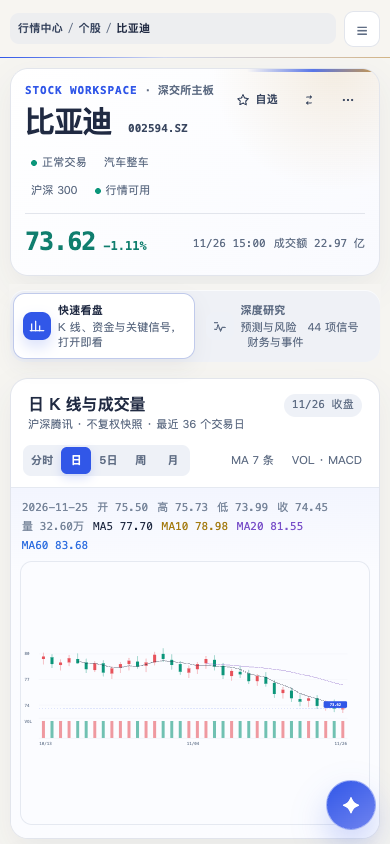 行情中心 / 个股 / 比亚迪
STOCK WORKSPACE · 深交所主板
自选
比亚迪 002594.SZ
正常交易 汽车整车
沪深 300 行情可用
73.62 −1.11% 11/26 15:00 成交额 22.97 亿
快速看盘
K 线、资金与关键信号，
打开即看
深度研究
预测与风险 44 项信号
财务与事件
日 K 线与成交量
11/26 收盘
沪深腾讯 · 不复权快照 · 最近 36 个交易日
分时 日 5日 周 月 MA 7 条 VOL · MACD
2026-11-25 开 75.50 高 75.73 低 73.99 收 74.45
量 32.60万 MA5 77.70 MA10 78.98 MA20 81.55
MA60 83.68
80
77
74
73.62
VOL
10/13 11/04 11/26